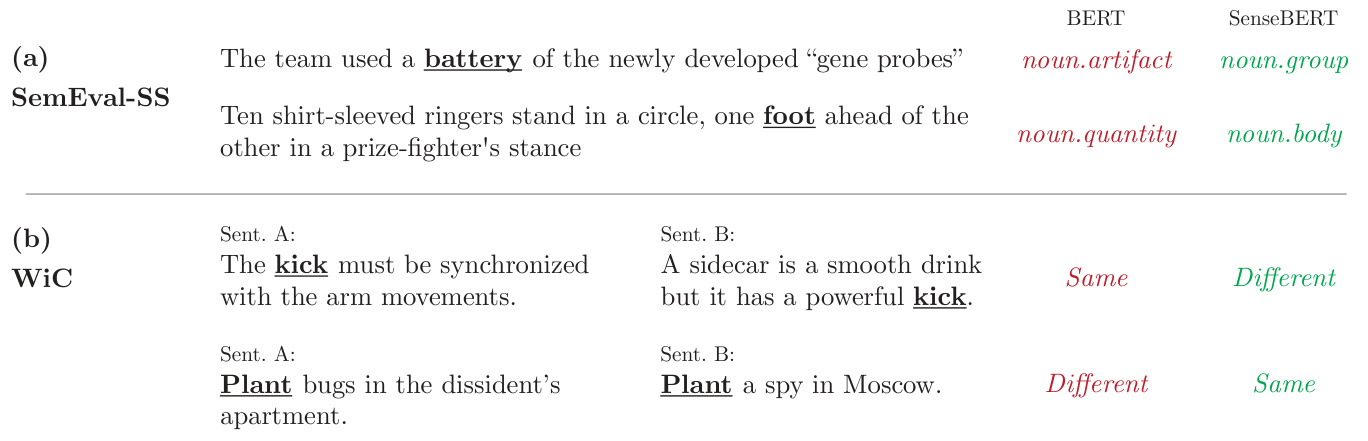 BERT SenseBERT
(a)
SemEval-SS
The team used a battery of the newly developed “gene probes” noun.artifact noun.group
Ten shirt-sleeved ringers stand in a circle, one foot ahead of the
other in a prize-fighter's stance
noun.quantity noun.body
(b)
WiC
Sent. A:
The kick must be synchronized
with the arm movements.
Sent. B:
A sidecar is a smooth drink
but it has a powerful kick.
Same Different
Sent. A:
Plant bugs in the dissident’s
apartment.
Sent. B:
Plant a spy in Moscow.
Different Same